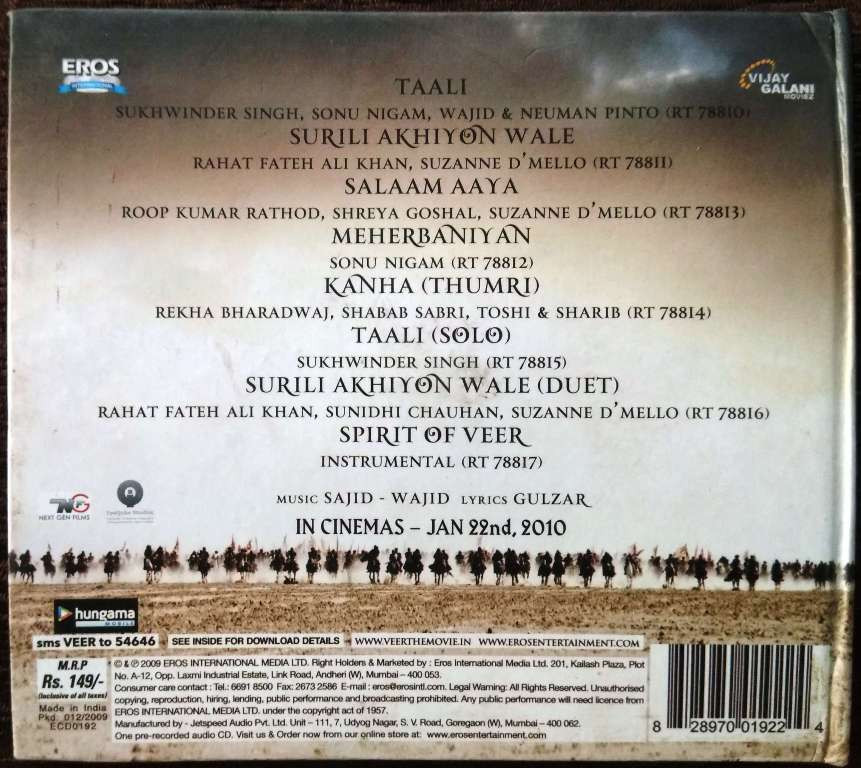 EROS
INTERNATIONAL
VIJAY
GALANI
MOVIEZ
TAALI
SUKHWINDER SINGH, SONU NIGAM, WAJID & NEUMAN PINTO (RT 78810)
SURILI AKHIYON WALE
RAHAT FATEH ALI KHAN, SUZANNE D'MELLO (RT 78811)
SALAAM AAYA
ROOP KUMAR RATHOD, SHREYA GOSHAL, SUZANNE D'MELLO (RT 78813)
MEHERBANIYAN
SONU NIGAM (RT 78812)
KANHA (THUMRI)
REKHA BHARADWAJ, SHABAB SABRI, TOSHI & SHARIB (RT 78814)
TAALI (SOLO)
SUKHWINDER SINGH (RT 78815)
SURILI AKHIYON WALE (DUET)
RAHAT FATEH ALI KHAN, SUNIDHI CHAUHAN, SUZANNE D'MELLO (RT 78816)
SPIRIT OF VEER
INSTRUMENTAL (RT 78817)
MUSIC SAJID - WAJID LYRICS GULZAR
NEXT GEN FILMS
IN CINEMAS – JAN 22nd, 2010
hungama
MOBILE
sms VEER to 54646 SEE INSIDE FOR DOWNLOAD DETAILS WWW.VEERTHEMOVIE.IN WWW.EROSENTERTAINMENT.COM
M.R.P
Rs. 149/-
(Inclusive of all taxes)
Made in India
Pkd. 012/2009
ECD0192
© & ℗ 2009 EROS INTERNATIONAL MEDIA LTD. Right Holders & Marketed by : Eros International Media Ltd. 201, Kailash Plaza, Plot
No. A-12, Opp. Laxmi Industrial Estate, Link Road, Andheri (W), Mumbai – 400 053.
Consumer care contact : Tel.: 6691 8500 Fax: 2673 2586 E-mail : eros@erosintl.com. Legal Warning: All Rights Reserved. Unauthorised
copying, reproduction, hiring, lending, public performance and broadcasting prohibited. Any public performance will need licence from
EROS INTERNATIONAL MEDIA LTD. under the copyright act of 1957.
Manufactured by - Jetspeed Audio Pvt. Ltd. Unit – 111, 7, Udyog Nagar, S. V. Road, Goregaon (W), Mumbai – 400 062.
One pre-recorded audio CD. Visit us & Order now from our online store at: www.erosentertainment.com
8 28970 01922 4